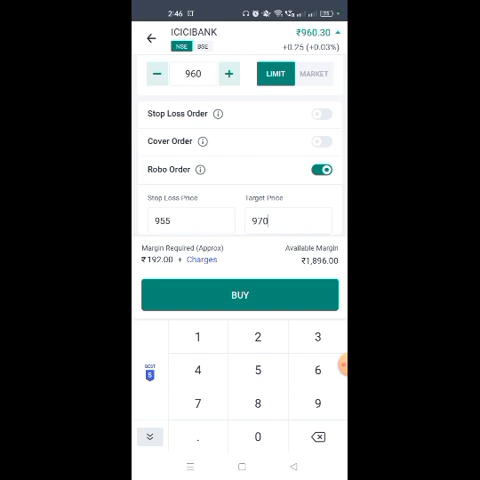 2:46
ICICIBANK ₹960.30
NSE BSE +0.25 (+0.03%)
− 960 + LIMIT MARKET
Stop Loss Order
Cover Order
Robo Order
Stop Loss Price Target Price
955 970
Margin Required (Approx) Available Margin
₹192.00 + Charges ₹1,896.00
BUY
1 2 3
4 5 6
7 8 9
. 0